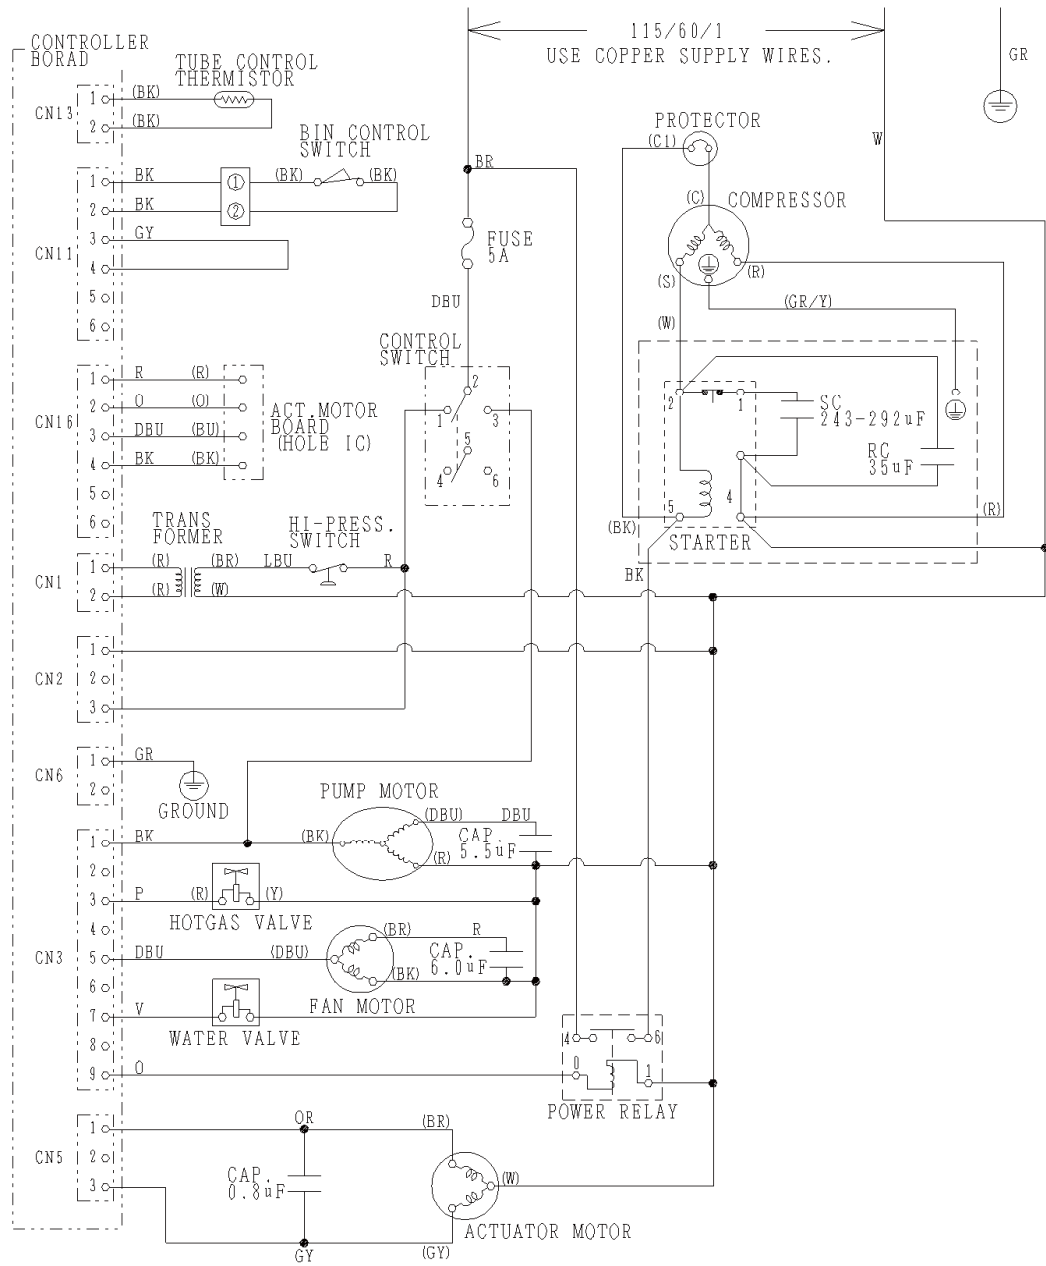 115/60/1
USE COPPER SUPPLY WIRES.
GR
CONTROLLER
BORAD
TUBE CONTROL
THERMISTOR
CN13
1 (BK)
2 (BK)
BIN CONTROL
SWITCH
PROTECTOR
(C1)
W
BR
CN11
1 BK ① (BK) (BK)
2 BK ②
3 GY
4
5
6
(C) COMPRESSOR
FUSE
5A
(S) (R)
DBU
(GR/Y)
(W)
CONTROL
SWITCH
2
1 3
5
4 6
CN16
1 R (R)
2 O (O)
3 DBU (BU)
4 BK (BK)
5
6
ACT.MOTOR
BOARD
(HOLE IC)
2 1
SC
243-292uF
RC
35uF
5 4
(BK) (R)
STARTER
BK
TRANS
FORMER
HI-PRESS.
SWITCH
CN1
1 (R) (BR) LBU R
2 (R) (W)
CN2
1
2
3
CN6
1 GR
2
GROUND
PUMP MOTOR
(DBU) DBU
CAP.
5.5uF
(R)
CN3
1 BK (BK)
2
3 P (R) (Y)
HOTGAS VALVE
4
5 DBU (DBU)
(BR) R
CAP.
6.0uF
(BK)
FAN MOTOR
6
7 V
WATER VALVE
8
9 O
4 6
0 1
POWER RELAY
CN5
1 OR (BR)
2
3
CAP.
0.8uF
(W)
ACTUATOR MOTOR
GY (GY)